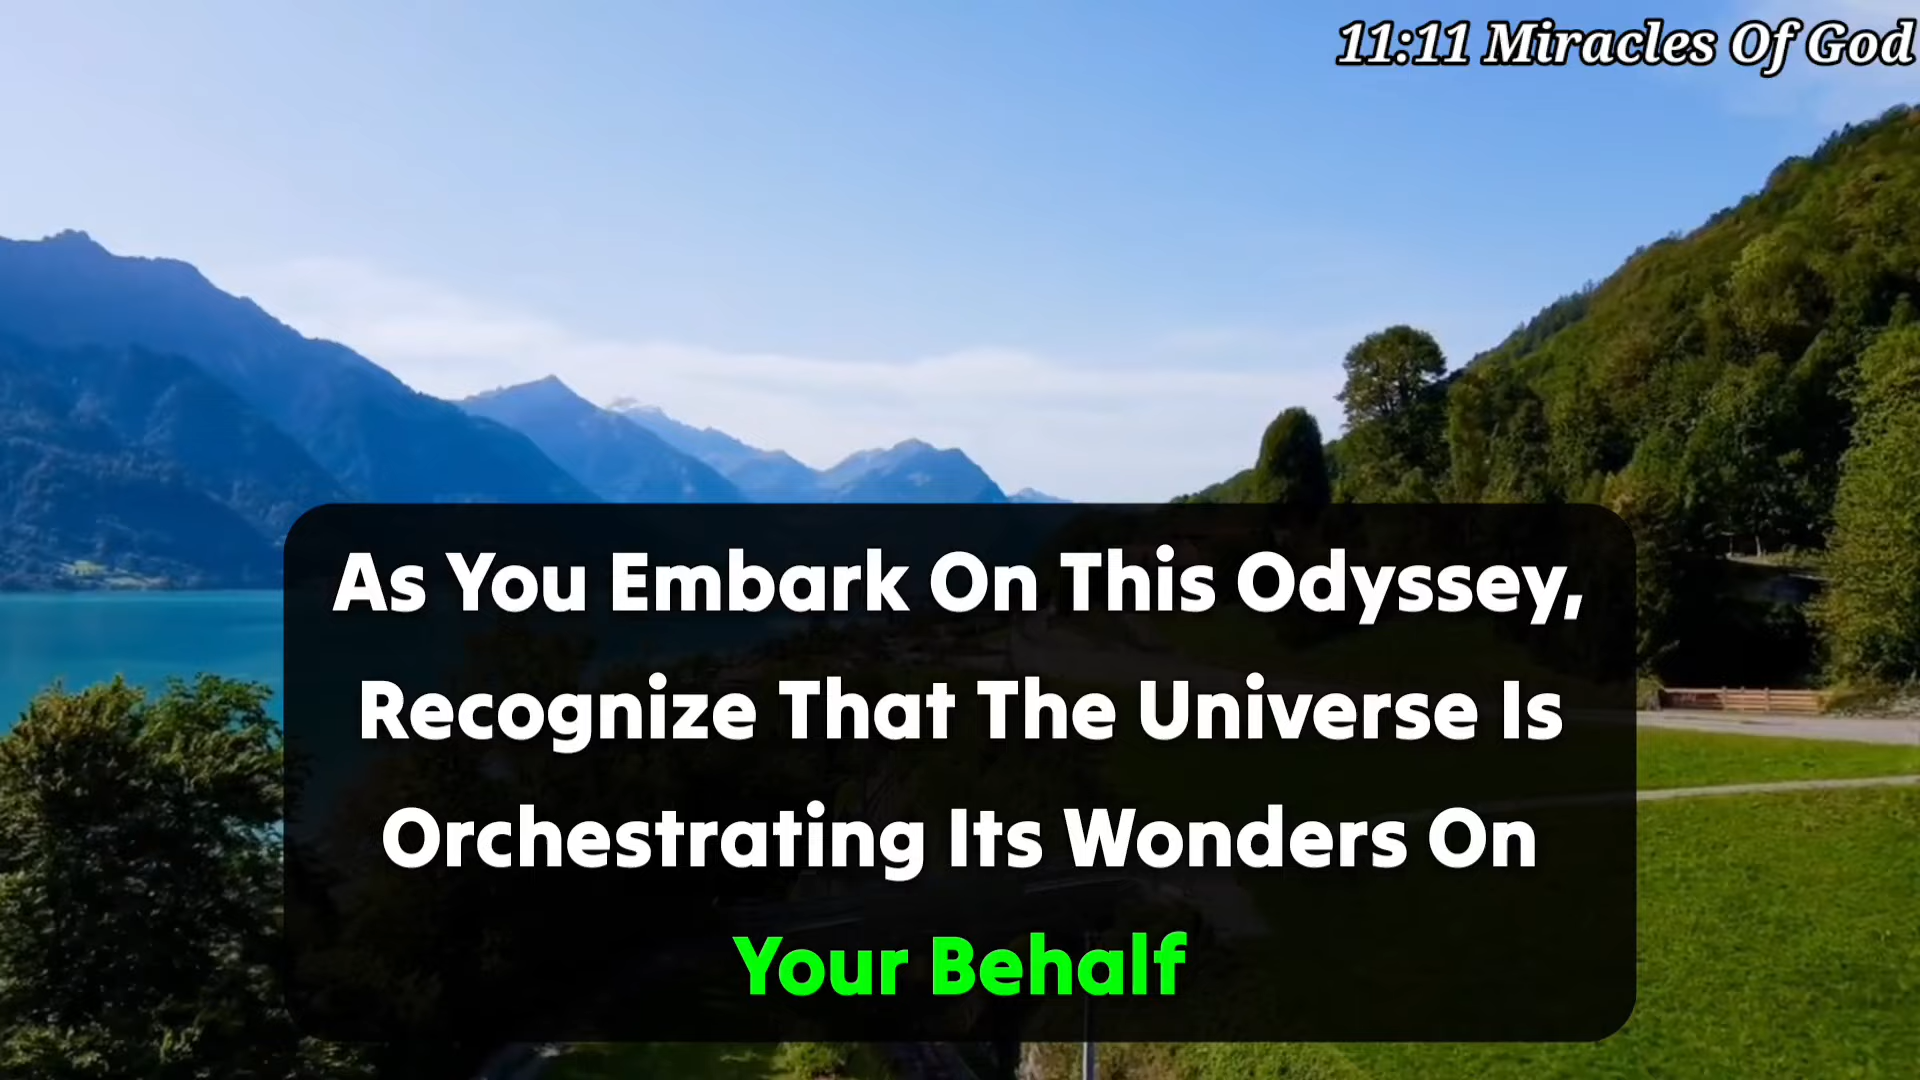 11:11 Miracles Of God
As You Embark On This Odyssey,
Recognize That The Universe Is
Orchestrating Its Wonders On
Your Behalf